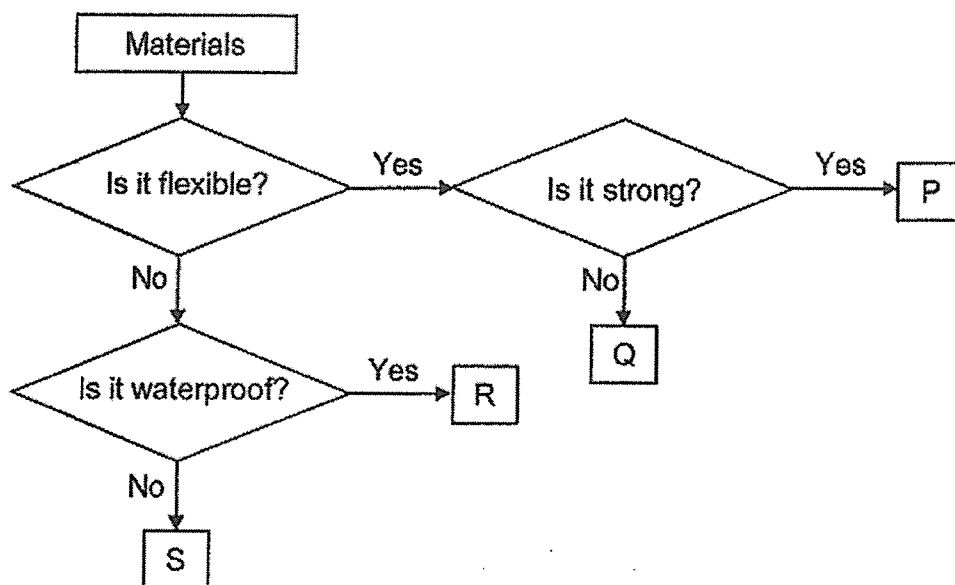 Materials
Is it flexible?
Yes
Is it strong?
Yes
P
No
No
Q
Is it waterproof?
Yes
R
No
S